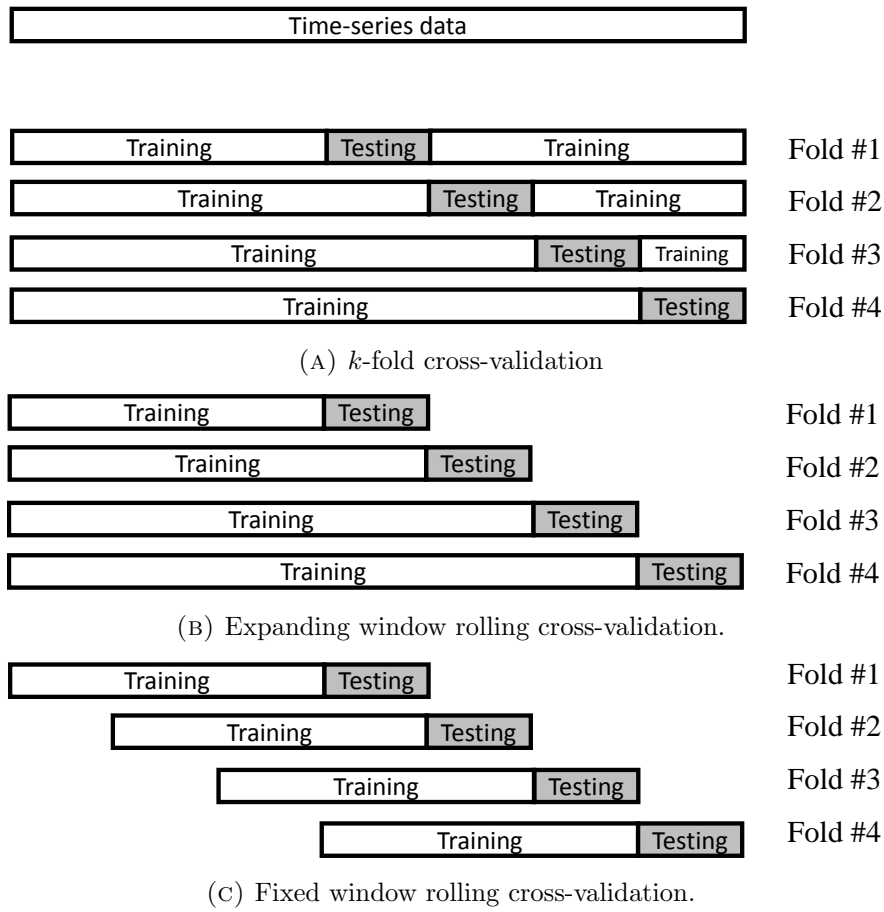 Time-series data
Training Testing Training Fold #1
Training Testing Training Fold #2
Training Testing Training Fold #3
Training Testing Fold #4
(A) k-fold cross-validation
Training Testing Fold #1
Training Testing Fold #2
Training Testing Fold #3
Training Testing Fold #4
(B) Expanding window rolling cross-validation.
Training Testing Fold #1
Training Testing Fold #2
Training Testing Fold #3
Training Testing Fold #4
(C) Fixed window rolling cross-validation.